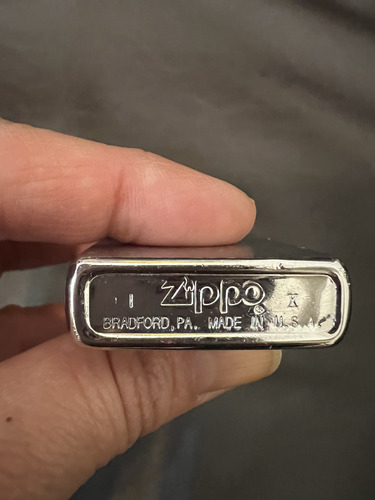 I Zippo X
BRADFORD, PA. MADE IN U.S.A.